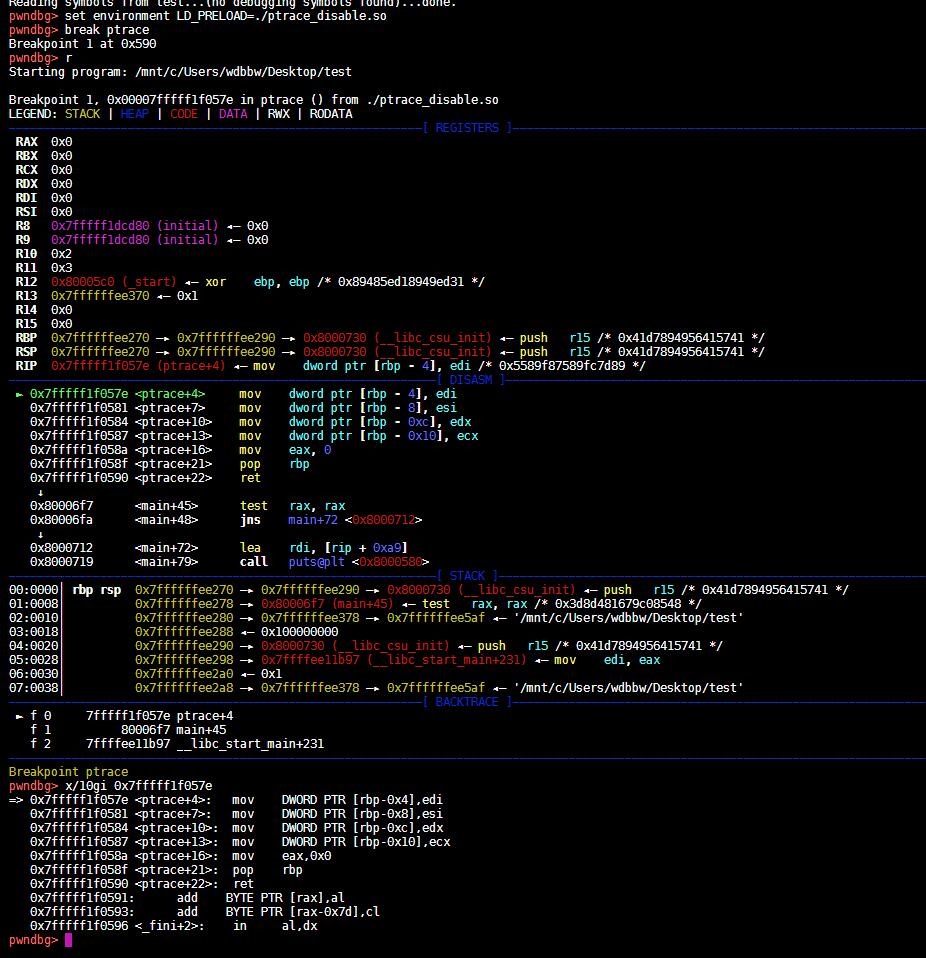 Reading symbols from test...(no debugging symbols found)...done.
pwndbg> set environment LD_PRELOAD=./ptrace_disable.so
pwndbg> break ptrace
Breakpoint 1 at 0x590
pwndbg> r
Starting program: /mnt/c/Users/wdbbw/Desktop/test
Breakpoint 1, 0x00007fffff1f057e in ptrace () from ./ptrace_disable.so
LEGEND: STACK | HEAP | CODE | DATA | RWX | RODATA
[ REGISTERS ]
RAX 0x0
RBX 0x0
RCX 0x0
RDX 0x0
RDI 0x0
RSI 0x0
R8 0x7fffff1dcd80 (initial) ◂— 0x0
R9 0x7fffff1dcd80 (initial) ◂— 0x0
R10 0x2
R11 0x3
R12 0x80005c0 (_start) ◂— xor ebp, ebp /* 0x89485ed18949ed31 */
R13 0x7ffffffee370 ◂— 0x1
R14 0x0
R15 0x0
RBP 0x7ffffffee270 —▸ 0x7ffffffee290 —▸ 0x8000730 (__libc_csu_init) ◂— push r15 /* 0x41d7894956415741 */
RSP 0x7ffffffee270 —▸ 0x7ffffffee290 —▸ 0x8000730 (__libc_csu_init) ◂— push r15 /* 0x41d7894956415741 */
RIP 0x7fffff1f057e (ptrace+4) ◂— mov dword ptr [rbp - 4], edi /* 0x5589f87589fc7d89 */
[ DISASM ]
► 0x7fffff1f057e <ptrace+4> mov dword ptr [rbp - 4], edi
0x7fffff1f0581 <ptrace+7> mov dword ptr [rbp - 8], esi
0x7fffff1f0584 <ptrace+10> mov dword ptr [rbp - 0xc], edx
0x7fffff1f0587 <ptrace+13> mov dword ptr [rbp - 0x10], ecx
0x7fffff1f058a <ptrace+16> mov eax, 0
0x7fffff1f058f <ptrace+21> pop rbp
0x7fffff1f0590 <ptrace+22> ret
↓
0x80006f7 <main+45> test rax, rax
0x80006fa <main+48> jns main+72 <0x8000712>
↓
0x8000712 <main+72> lea rdi, [rip + 0xa9]
0x8000719 <main+79> call puts@plt <0x8000580>
[ STACK ]
00:0000│ rbp rsp 0x7ffffffee270 —▸ 0x7ffffffee290 —▸ 0x8000730 (__libc_csu_init) ◂— push r15 /* 0x41d7894956415741 */
01:0008│ 0x7ffffffee278 —▸ 0x80006f7 (main+45) ◂— test rax, rax /* 0x3d8d481679c08548 */
02:0010│ 0x7ffffffee280 —▸ 0x7ffffffee378 —▸ 0x7ffffffee5af ◂— '/mnt/c/Users/wdbbw/Desktop/test'
03:0018│ 0x7ffffffee288 ◂— 0x100000000
04:0020│ 0x7ffffffee290 —▸ 0x8000730 (__libc_csu_init) ◂— push r15 /* 0x41d7894956415741 */
05:0028│ 0x7ffffffee298 —▸ 0x7ffffee11b97 (__libc_start_main+231) ◂— mov edi, eax
06:0030│ 0x7ffffffee2a0 ◂— 0x1
07:0038│ 0x7ffffffee2a8 —▸ 0x7ffffffee378 —▸ 0x7ffffffee5af ◂— '/mnt/c/Users/wdbbw/Desktop/test'
[ BACKTRACE ]
► f 0 7fffff1f057e ptrace+4
f 1 80006f7 main+45
f 2 7ffffee11b97 __libc_start_main+231
Breakpoint ptrace
pwndbg> x/10gi 0x7fffff1f057e
=> 0x7fffff1f057e <ptrace+4>: mov DWORD PTR [rbp-0x4],edi
0x7fffff1f0581 <ptrace+7>: mov DWORD PTR [rbp-0x8],esi
0x7fffff1f0584 <ptrace+10>: mov DWORD PTR [rbp-0xc],edx
0x7fffff1f0587 <ptrace+13>: mov DWORD PTR [rbp-0x10],ecx
0x7fffff1f058a <ptrace+16>: mov eax,0x0
0x7fffff1f058f <ptrace+21>: pop rbp
0x7fffff1f0590 <ptrace+22>: ret
0x7fffff1f0591: add BYTE PTR [rax],al
0x7fffff1f0593: add BYTE PTR [rax-0x7d],cl
0x7fffff1f0596 <_fini+2>: in al,dx
pwndbg>